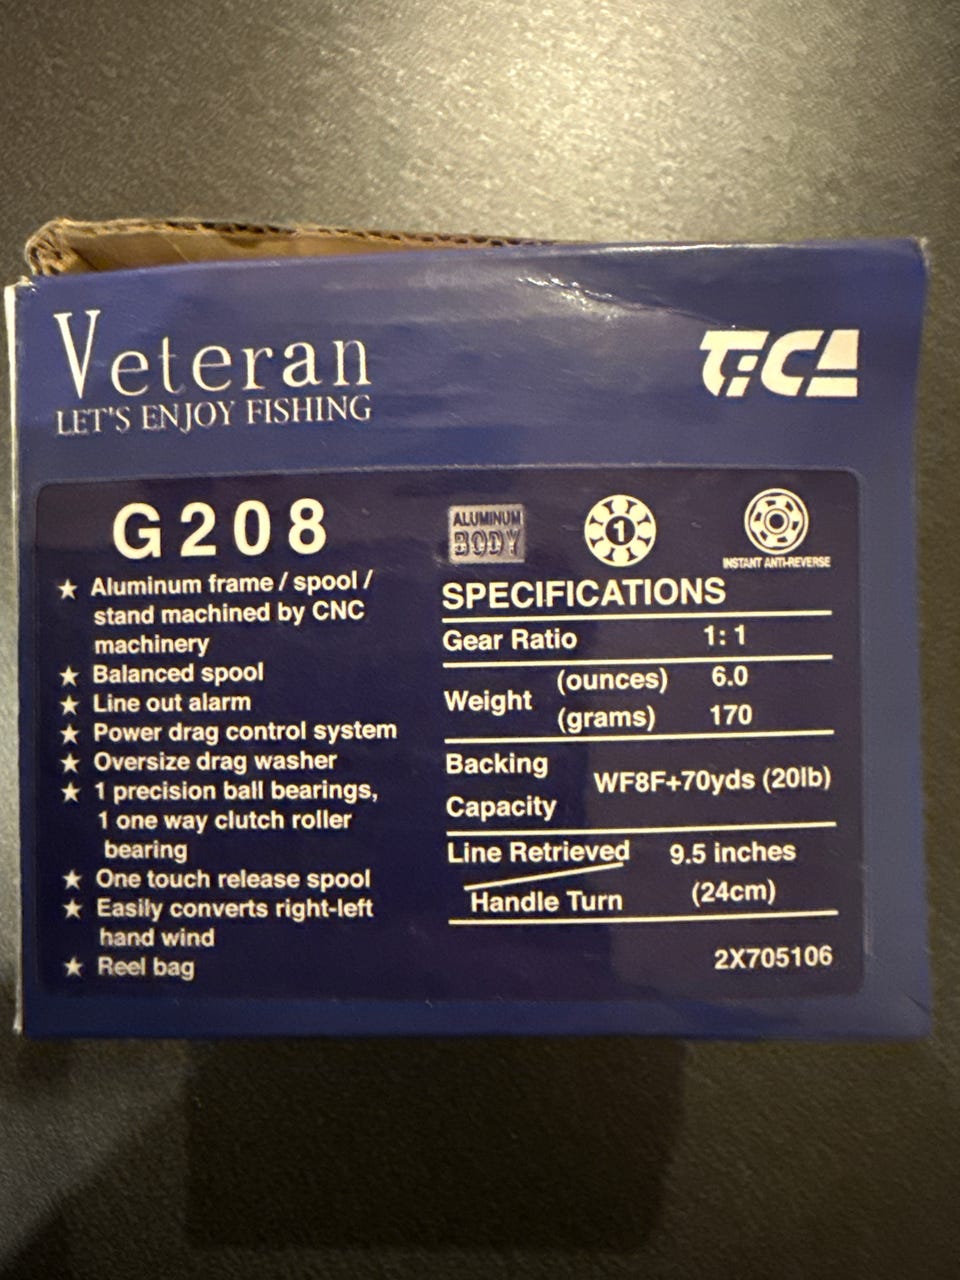 Veteran
LET'S ENJOY FISHING
TiCA
G208
★ Aluminum frame / spool /
stand machined by CNC
machinery
★ Balanced spool
★ Line out alarm
★ Power drag control system
★ Oversize drag washer
★ 1 precision ball bearings,
1 one way clutch roller
bearing
★ One touch release spool
★ Easily converts right-left
hand wind
★ Reel bag
ALUMINUM
BODY
1
INSTANT ANTI-REVERSE
SPECIFICATIONS
Gear Ratio 1:1
Weight (ounces) 6.0
(grams) 170
Backing
Capacity WF8F+70yds (20lb)
Line Retrieved 9.5 inches
Handle Turn (24cm)
2X705106